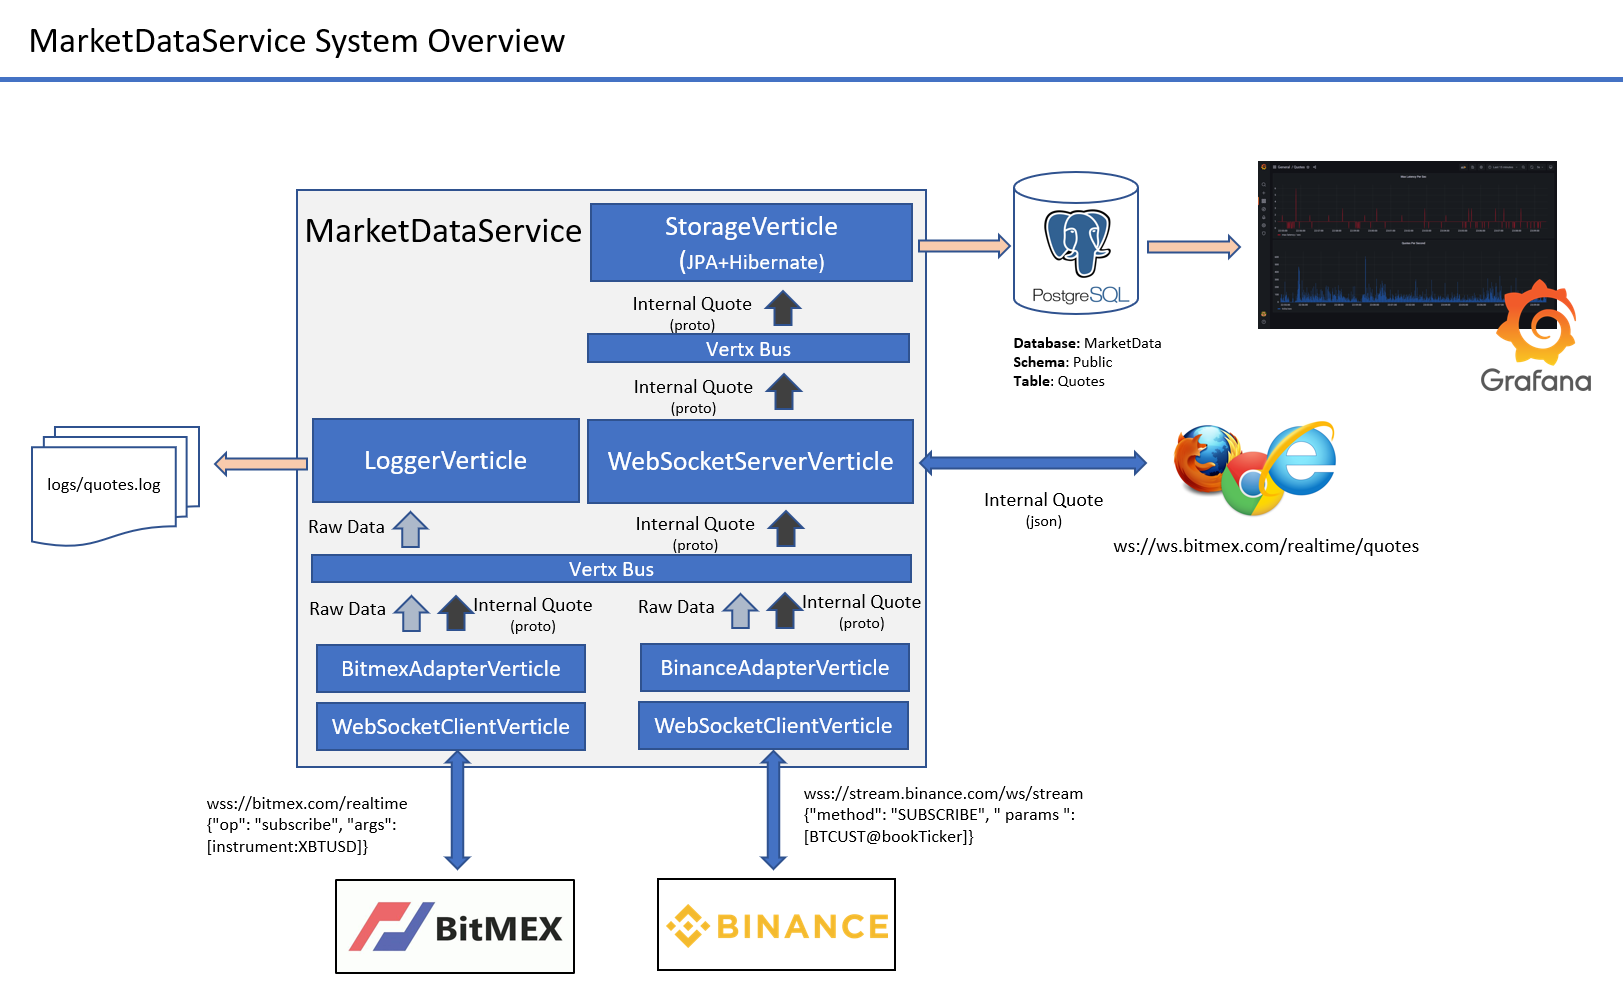 MarketDataService System Overview
MarketDataService
StorageVerticle
(JPA+Hibernate)
Internal Quote
(proto)
Vertx Bus
Internal Quote
(proto)
PostgreSQL
Database: MarketData
Schema: Public
Table: Quotes
Grafana
LoggerVerticle
WebSocketServerVerticle
logs/quotes.log
Internal Quote
(json)
ws://ws.bitmex.com/realtime/quotes
Raw Data
Internal Quote
(proto)
Vertx Bus
Raw Data
Internal Quote
(proto)
Raw Data
Internal Quote
(proto)
BitmexAdapterVerticle
BinanceAdapterVerticle
WebSocketClientVerticle
WebSocketClientVerticle
wss://bitmex.com/realtime
{"op": "subscribe", "args":
[instrument:XBTUSD]}
wss://stream.binance.com/ws/stream
{"method": "SUBSCRIBE", " params ":
[BTCUST@bookTicker]}
BitMEX
BINANCE